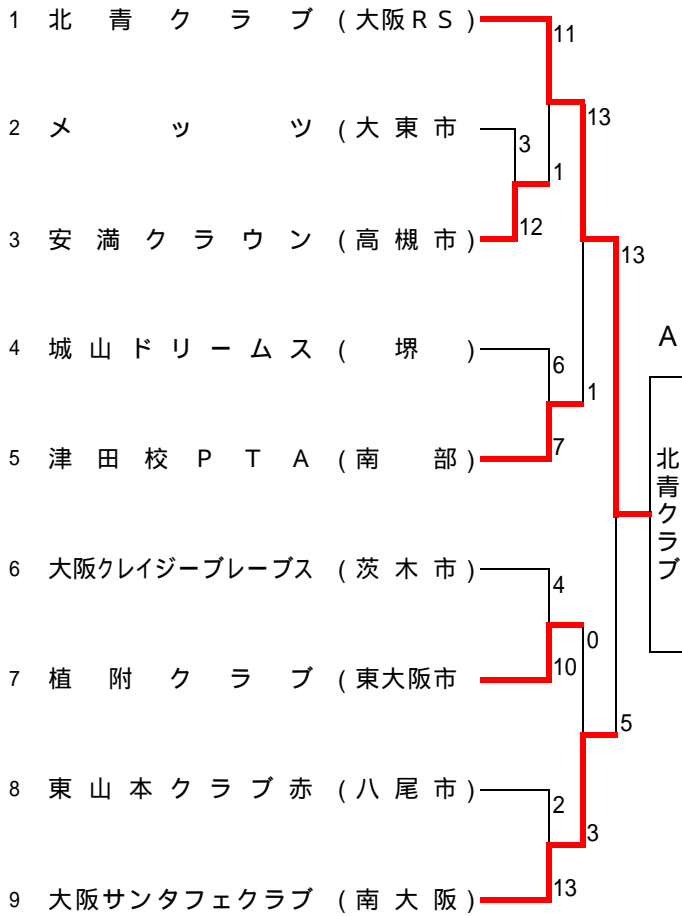 1 北青クラブ (大阪RS)
11
13
2 メッツ (大東市
3
1
3 安満クラウン (高槻市)
12
13
4 城山ドリームス (堺)
6
1
A
5 津田校PTA (南部)
7
北青クラブ
6 大阪クレイジーブレーブス (茨木市)
4
0
7 植附クラブ (東大阪市
10
5
8 東山本クラブ赤 (八尾市)
2
3
9 大阪サンタフェクラブ (南大阪)
13